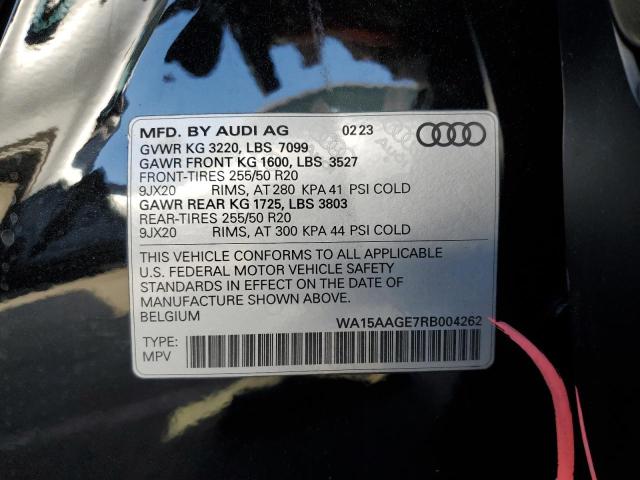 MFD. BY AUDI AG 02 23
GVWR KG 3220, LBS 7099
GAWR FRONT KG 1600, LBS 3527
FRONT-TIRES 255/50 R20
9JX20 RIMS, AT 280 KPA 41 PSI COLD
GAWR REAR KG 1725, LBS 3803
REAR-TIRES 255/50 R20
9JX20 RIMS, AT 300 KPA 44 PSI COLD
THIS VEHICLE CONFORMS TO ALL APPLICABLE
U.S. FEDERAL MOTOR VEHICLE SAFETY
STANDARDS IN EFFECT ON THE DATE OF
MANUFACTURE SHOWN ABOVE.
BELGIUM
WA15AAGE7RB004262
TYPE:
MPV